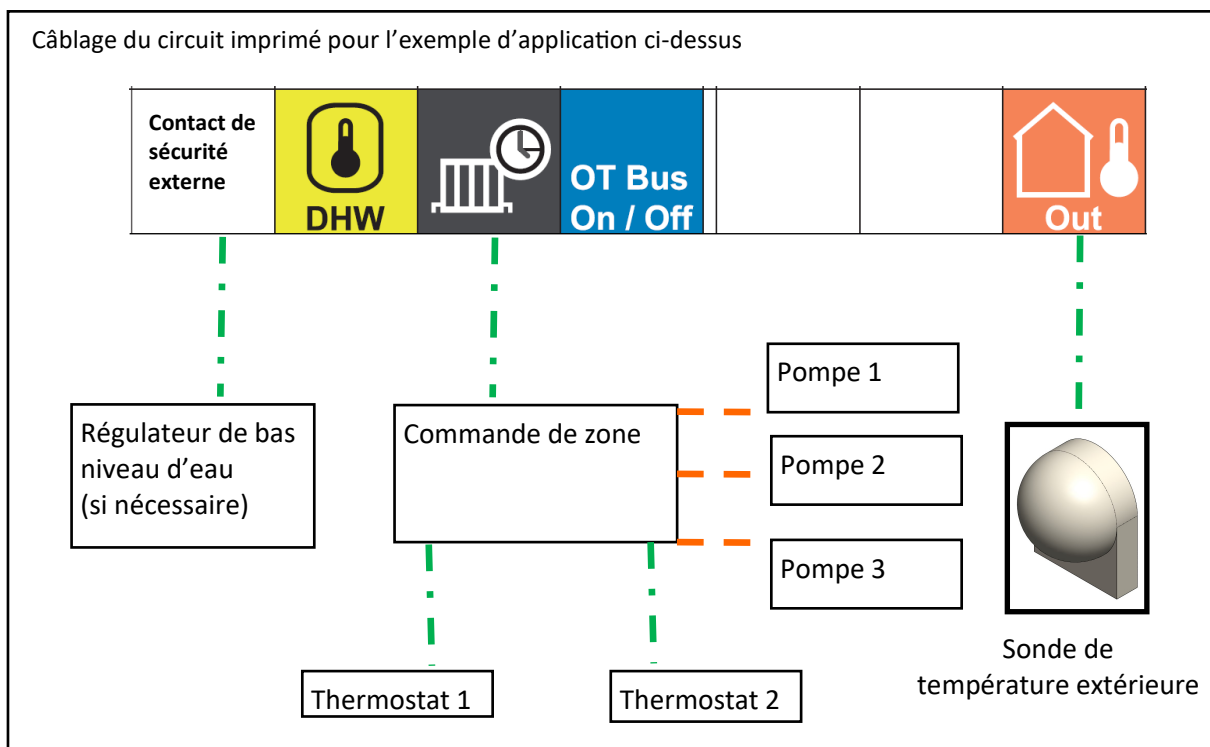 Câblage du circuit imprimé pour l’exemple d’application ci-dessus
Contact de
sécurité
externe
DHW
OT Bus
On / Off
Out
Régulateur de bas
niveau d’eau
(si nécessaire)
Commande de zone
Pompe 1
Pompe 2
Pompe 3
Thermostat 1
Thermostat 2
Sonde de
température extérieure